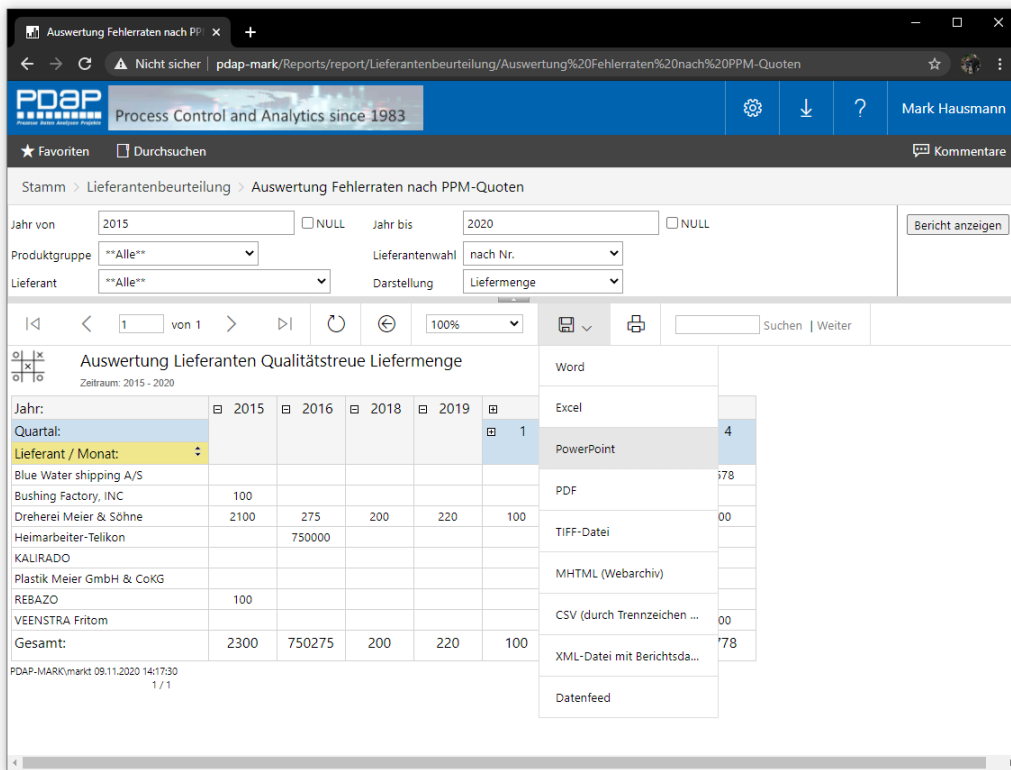 Auswertung Fehlerraten nach PP
Nicht sicher | pdap-mark/Reports/report/Lieferantenbeurteilung/Auswertung%20Fehlerraten%20nach%20PPM-Quoten
PDAP
Prozesse Daten Analysen Projekte
Process Control and Analytics since 1983
? Mark Hausmann
Favoriten Durchsuchen Kommentare
Stamm > Lieferantenbeurteilung > Auswertung Fehlerraten nach PPM-Quoten
Jahr von 2015 NULL Jahr bis 2020 NULL Bericht anzeigen
Produktgruppe **Alle** Lieferantenwahl nach Nr.
Lieferant **Alle** Darstellung Liefermenge
1 von 1 100% Suchen | Weiter
Auswertung Lieferanten Qualitätstreue Liefermenge
Zeitraum: 2015 - 2020
Jahr: 2015 2016 2018 2019
Quartal: 1 4
Lieferant / Monat:
Blue Water shipping A/S 578
Bushing Factory, INC 100
Dreherei Meier & Söhne 2100 275 200 220 100 00
Heimarbeiter-Telikon 750000
KALIRADO
Plastik Meier GmbH & CoKG
REBAZO 100
VEENSTRA Fritom 00
Gesamt: 2300 750275 200 220 100 778
PDAP-MARK\markt 09.11.2020 14:17:30
1 / 1
Word
Excel
PowerPoint
PDF
TIFF-Datei
MHTML (Webarchiv)
CSV (durch Trennzeichen ...
XML-Datei mit Berichtsda...
Datenfeed